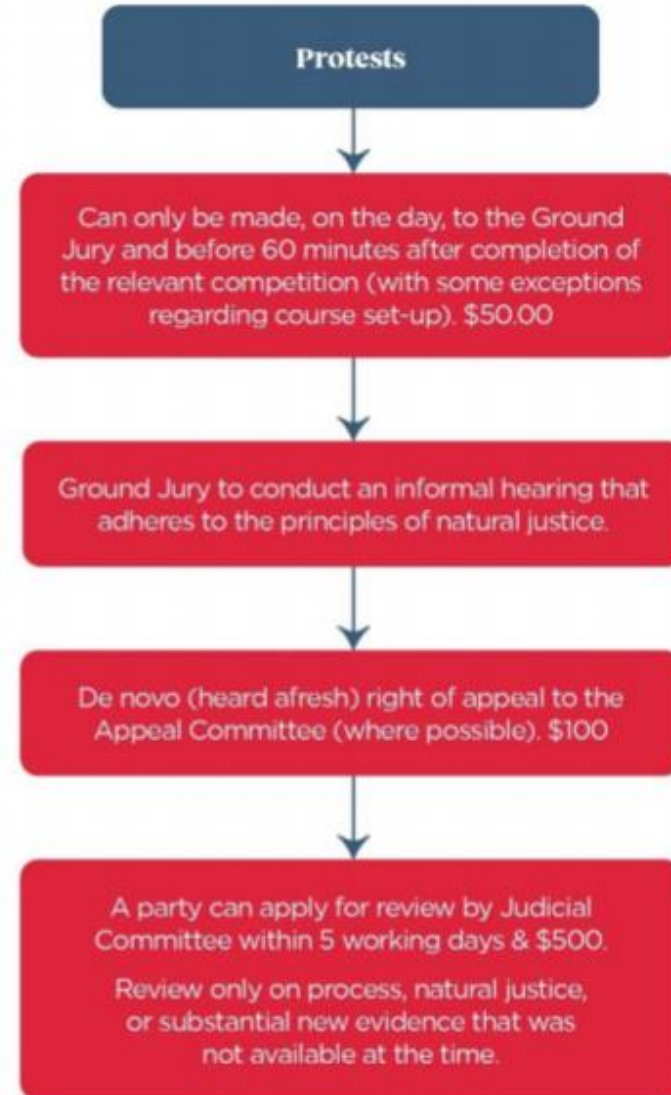 Protests
Can only be made, on the day, to the Ground
Jury and before 60 minutes after completion of
the relevant competition (with some exceptions
regarding course set-up). $50.00
Ground Jury to conduct an informal hearing that
adheres to the principles of natural justice.
De novo (heard afresh) right of appeal to the
Appeal Committee (where possible). $100
A party can apply for review by Judicial
Committee within 5 working days & $500.
Review only on process, natural justice,
or substantial new evidence that was
not available at the time.